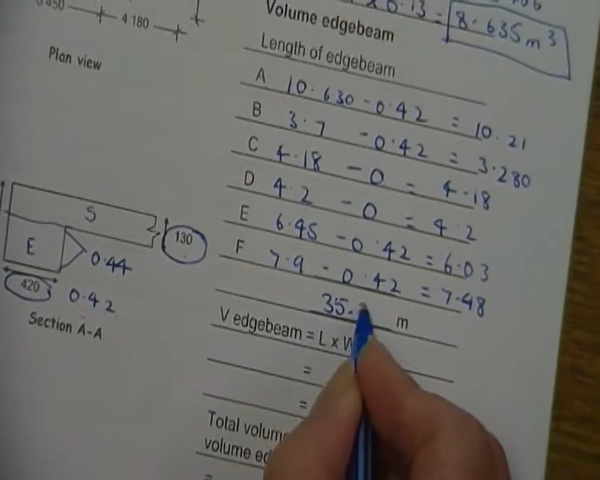 4 180
Plan view
0.13 = 8.635m³
Volume edgebeam
Length of edgebeam
A 10.630 - 0.42 = 10.21
B 3.7 - 0.42 = 3.280
C 4.18 - 0 = 4.18
D 4.2 - 0 = 4.2
E 6.45 - 0.42 = 6.03
F 7.9 - 0.42 = 7.48
35. m
V edgebeam = L x W
=
=
Total volum
volume ed
=
S
130
E
0.44
420 0.42
Section A-A